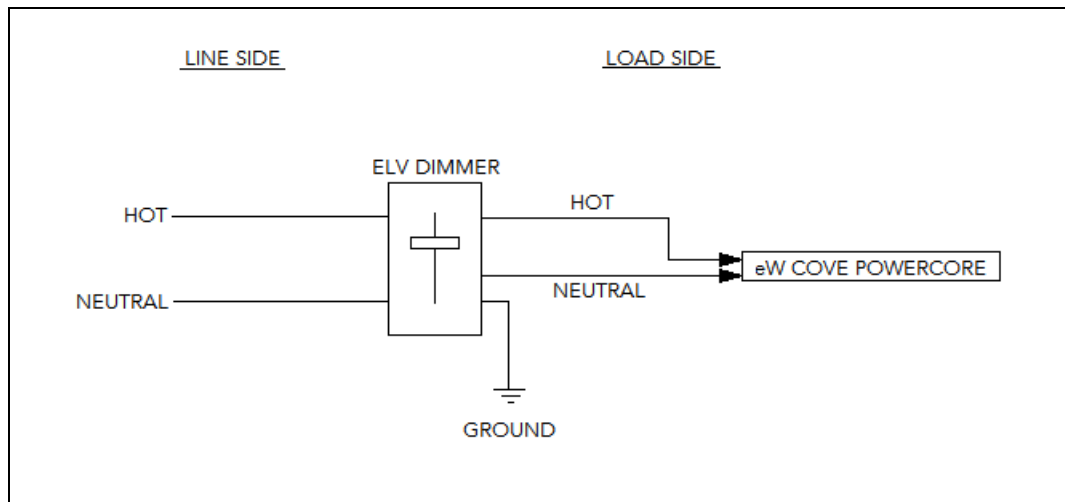 LINE SIDE
LOAD SIDE
ELV DIMMER
HOT
HOT
NEUTRAL
NEUTRAL
eW COVE POWERCORE
GROUND